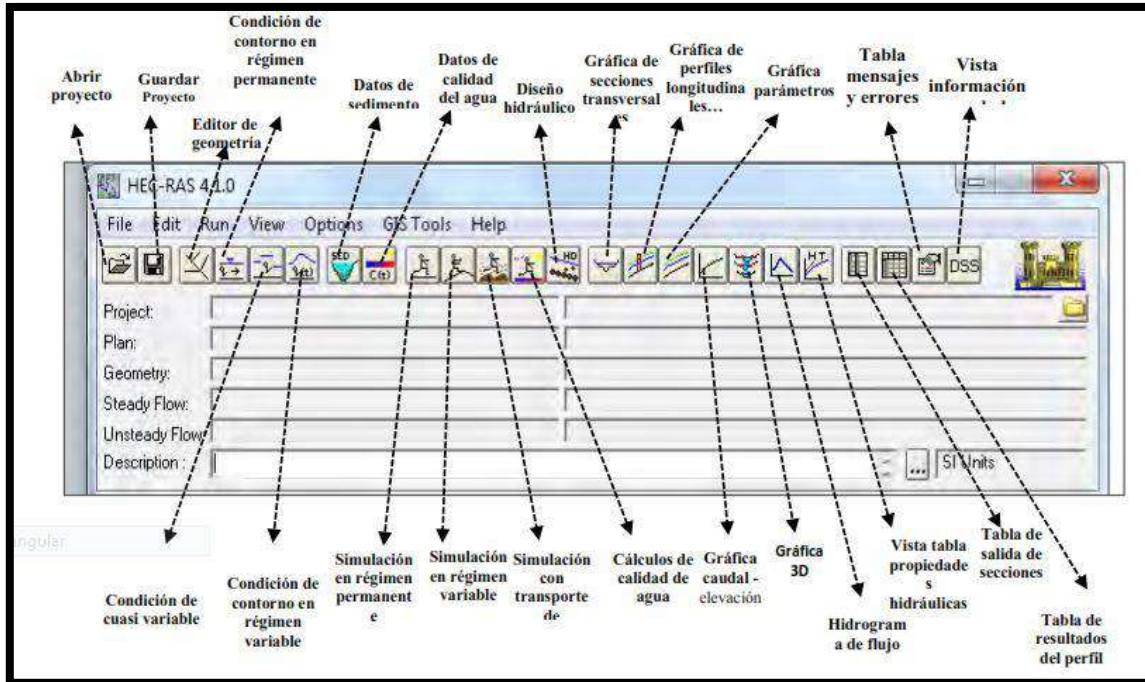 Condición de
contorno en
régimen
permanente
Abrir
proyecto
Guardar
Proyecto
Editor de
geometría
Datos de
sedimento
Datos de
calidad
del agua
Diseño
hidráulico
Gráfica de
secciones
transversal
es
Gráfica de
perfiles
longitudina
les...
Gráfica
parámetros
Tabla
mensajes
y errores
Vista
información
HEC-RAS 4.1.0
File Edit Run View Options GIS Tools Help
SED
C(t)
HD
H T
DSS
Project:
Plan:
Geometry:
Steady Flow:
Unsteady Flow:
Description :
... SI Units
angular
Condición de
cuasi variable
Condición de
contorno en
régimen
variable
Simulación
en régimen
permanent
e
Simulación
en régimen
variable
Simulación
con
transporte
de
Cálculos de
calidad de
agua
Gráfica
caudal -
elevación
Gráfica
3D
Hidrogram
a de flujo
Vista tabla
propiedade
s
hidráulicas
Tabla de
salida de
secciones
Tabla de
resultados
del perfil